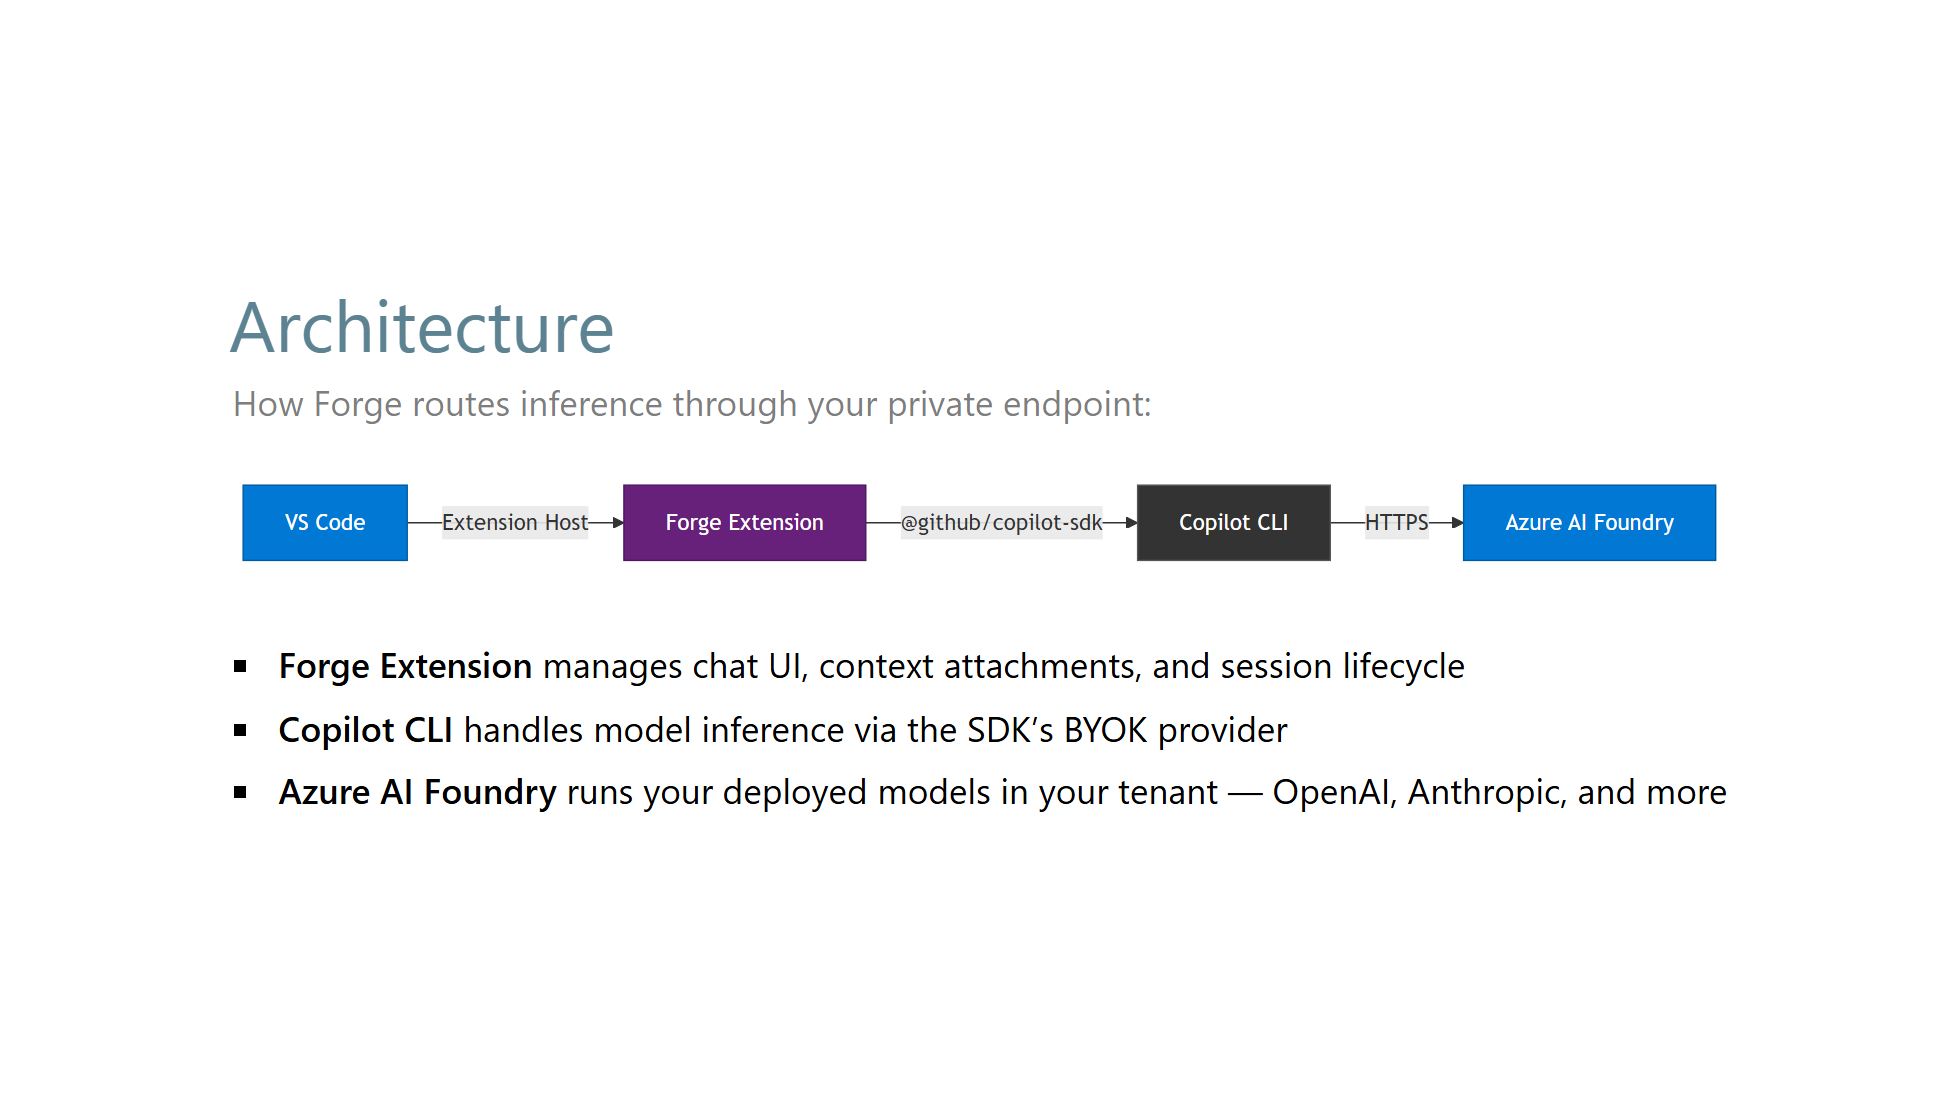 Architecture
How Forge routes inference through your private endpoint:
VS Code Extension Host Forge Extension @github/copilot-sdk Copilot CLI HTTPS Azure AI Foundry
▪ Forge Extension manages chat UI, context attachments, and session lifecycle
▪ Copilot CLI handles model inference via the SDK’s BYOK provider
▪ Azure AI Foundry runs your deployed models in your tenant — OpenAI, Anthropic, and more